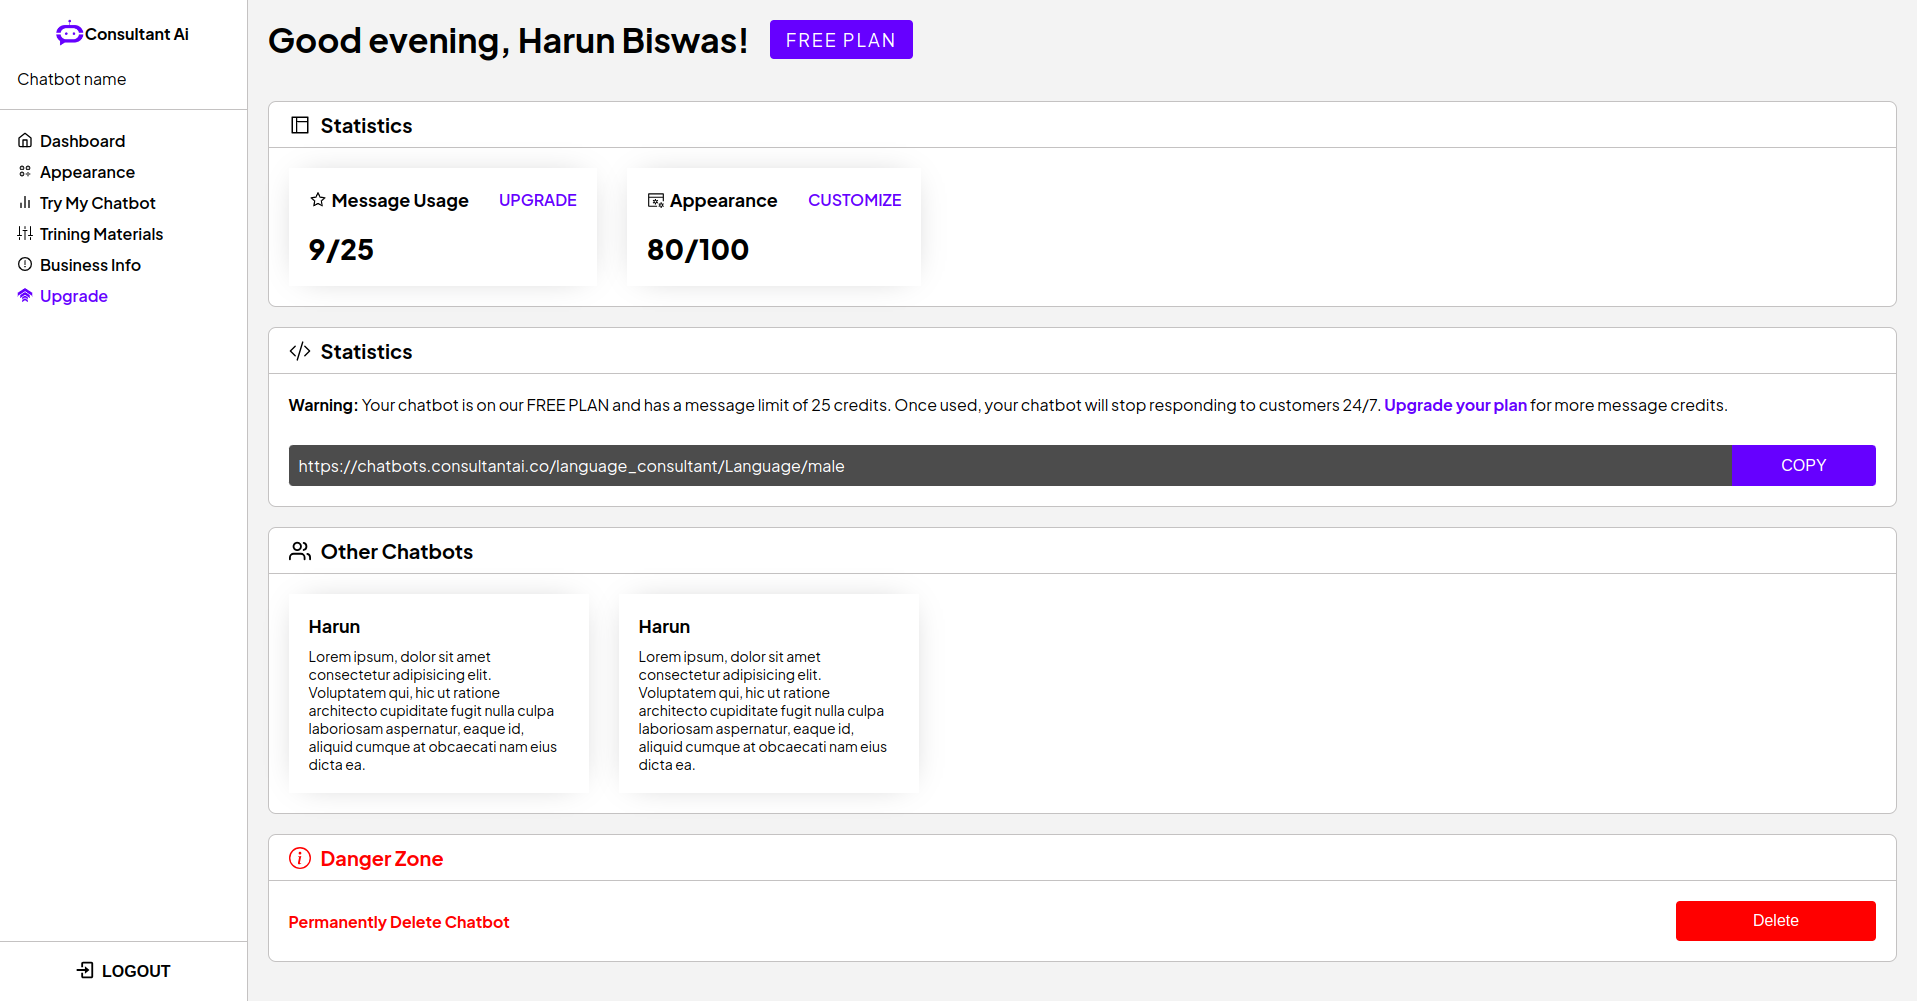 Consultant Ai
Chatbot name
Dashboard
Appearance
Try My Chatbot
Trining Materials
Business Info
Upgrade
LOGOUT
Good evening, Harun Biswas!
FREE PLAN
Statistics
Message Usage
UPGRADE
9/25
Appearance
CUSTOMIZE
80/100
Statistics
Warning: Your chatbot is on our FREE PLAN and has a message limit of 25 credits. Once used, your chatbot will stop responding to customers 24/7. Upgrade your plan for more message credits.
https://chatbots.consultantai.co/language_consultant/Language/male
COPY
Other Chatbots
Harun
Lorem ipsum, dolor sit amet
consectetur adipisicing elit.
Voluptatem qui, hic ut ratione
architecto cupiditate fugit nulla culpa
laboriosam aspernatur, eaque id,
aliquid cumque at obcaecati nam eius
dicta ea.
Harun
Lorem ipsum, dolor sit amet
consectetur adipisicing elit.
Voluptatem qui, hic ut ratione
architecto cupiditate fugit nulla culpa
laboriosam aspernatur, eaque id,
aliquid cumque at obcaecati nam eius
dicta ea.
Danger Zone
Permanently Delete Chatbot
Delete